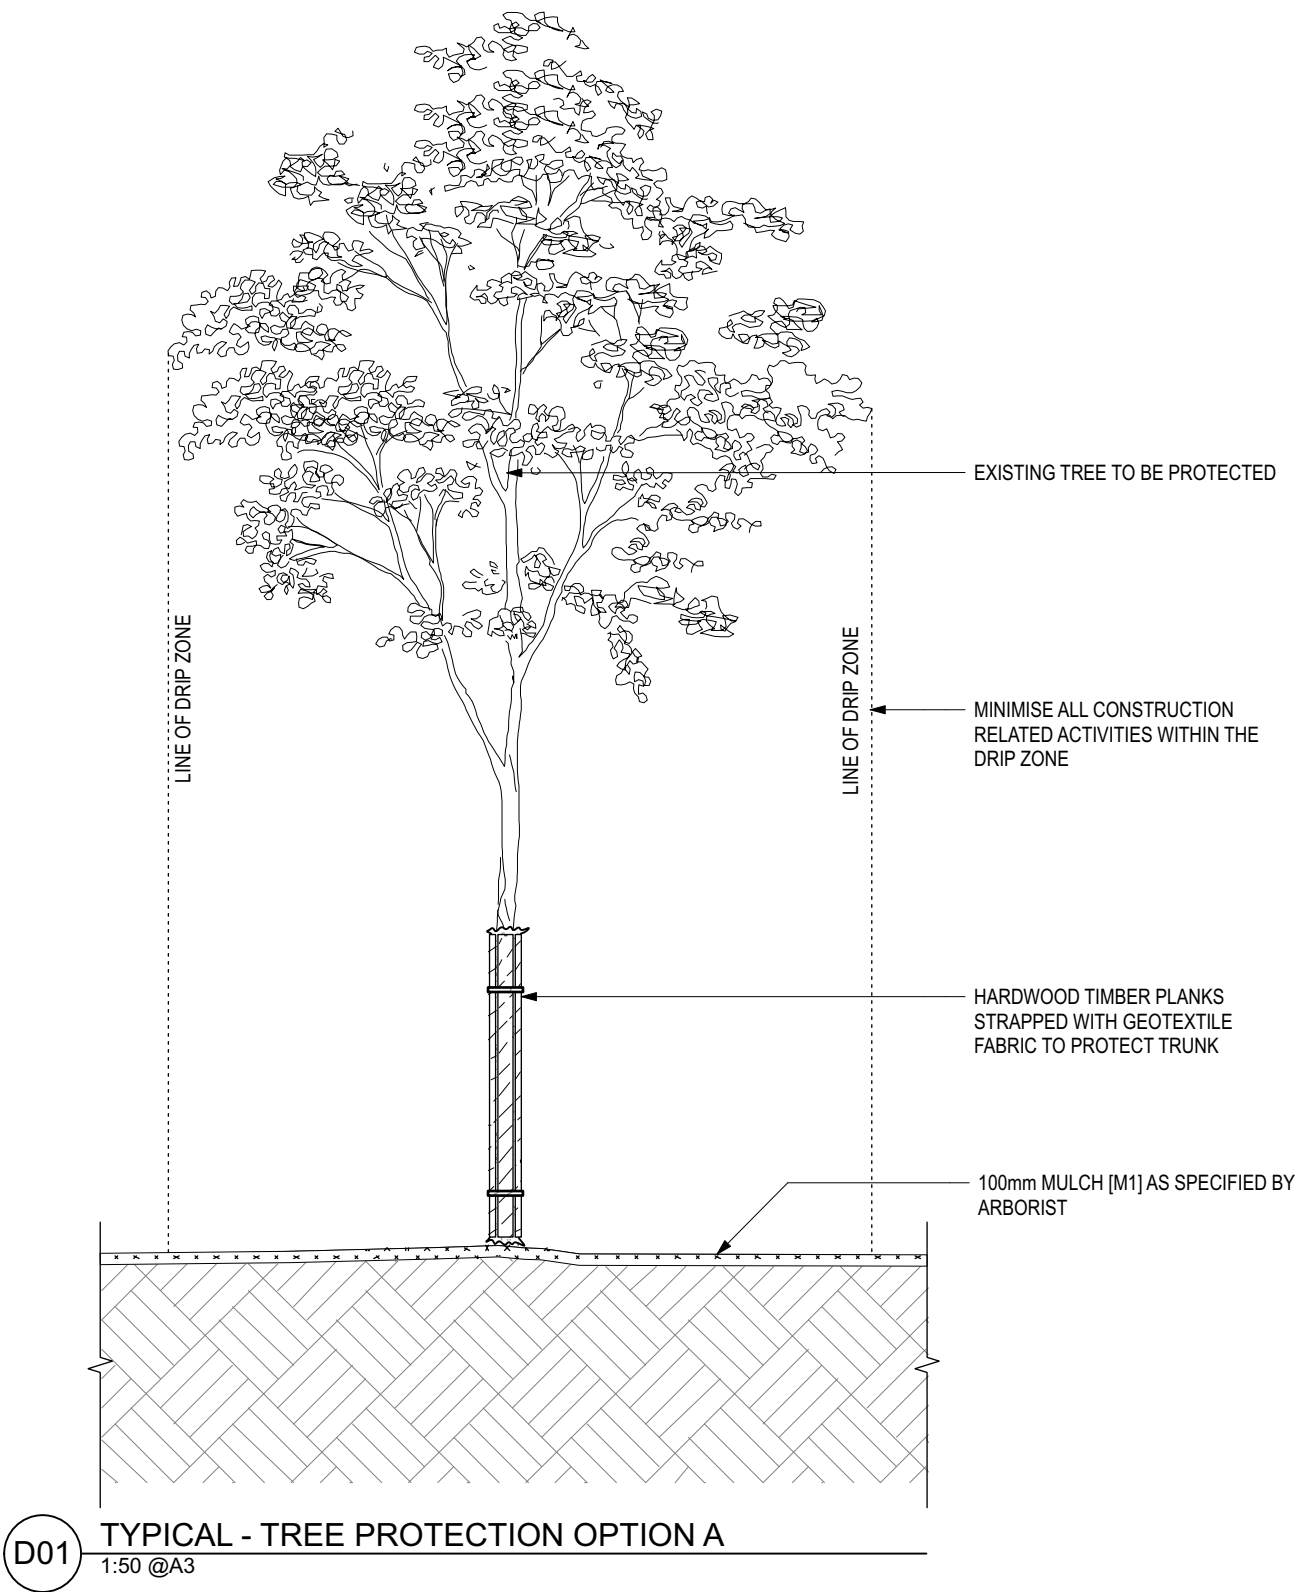 EXISTING TREE TO BE PROTECTED
LINE OF DRIP ZONE
LINE OF DRIP ZONE
MINIMISE ALL CONSTRUCTION
RELATED ACTIVITIES WITHIN THE
DRIP ZONE
HARDWOOD TIMBER PLANKS
STRAPPED WITH GEOTEXTILE
FABRIC TO PROTECT TRUNK
100mm MULCH [M1] AS SPECIFIED BY
ARBORIST
D01
TYPICAL - TREE PROTECTION OPTION A
1:50 @A3